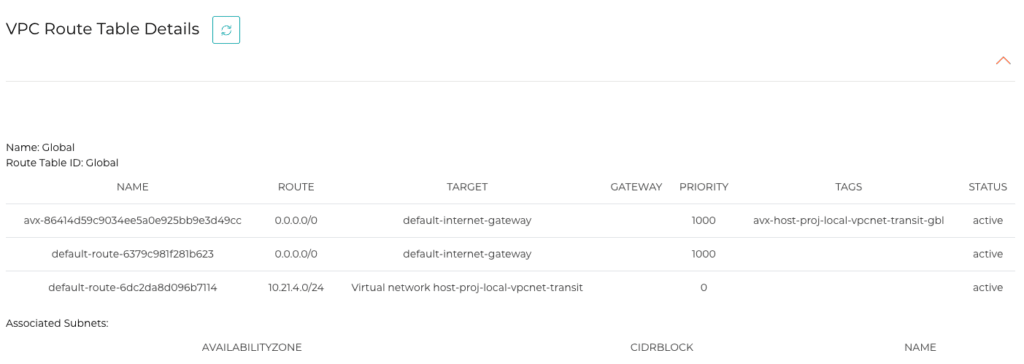 VPC Route Table Details
Name: Global
Route Table ID: Global
NAME ROUTE TARGET GATEWAY PRIORITY TAGS STATUS
avx-86414d59c9034ee5a0e925bb9e3d49cc 0.0.0.0/0 default-internet-gateway 1000 avx-host-proj-local-vpcnet-transit-gbl active
default-route-6379c981f281b623 0.0.0.0/0 default-internet-gateway 1000 active
default-route-6dc2da8d096b7114 10.21.4.0/24 Virtual network host-proj-local-vpcnet-transit 0 active
Associated Subnets:
AVAILABILITYZONE CIDRBLOCK NAME